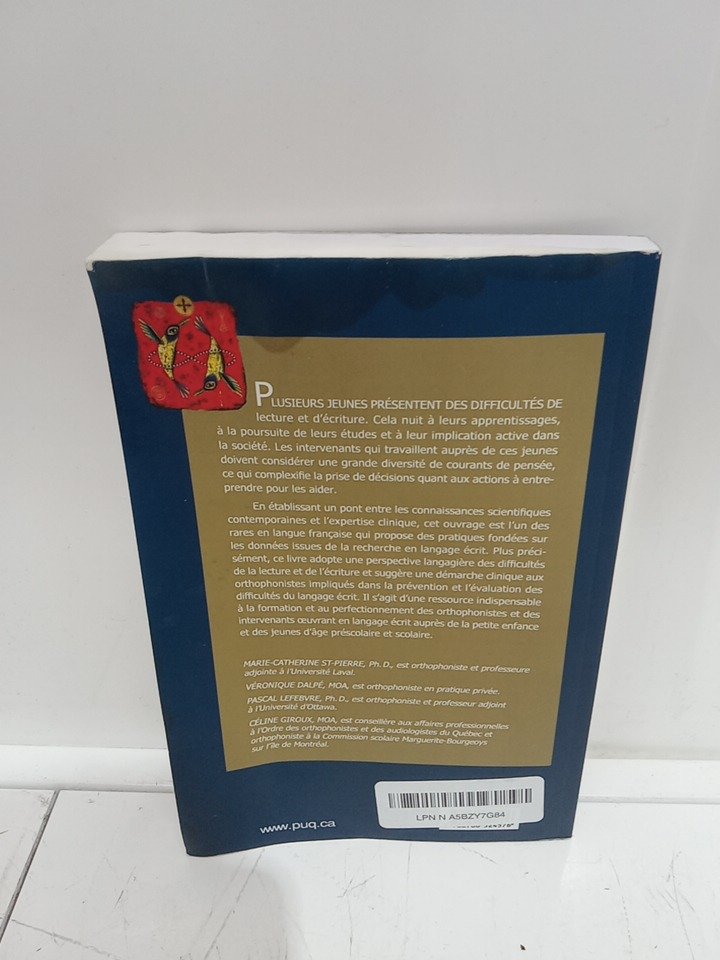 PLUSIEURS JEUNES PRÉSENTENT DES DIFFICULTÉS DE
lecture et d'écriture. Cela nuit à leurs apprentissages,
à la poursuite de leurs études et à leur implication active dans
la société. Les intervenants qui travaillent auprès de ces jeunes
doivent considérer une grande diversité de courants de pensée,
ce qui complexifie la prise de décisions quant aux actions à entre-
prendre pour les aider.
En établissant un pont entre les connaissances scientifiques
contemporaines et l'expertise clinique, cet ouvrage est l'un des
rares en langue française qui propose des pratiques fondées sur
les données issues de la recherche en langage écrit. Plus préci-
sément, ce livre adopte une perspective langagière des difficultés
de la lecture et de l'écriture et suggère une démarche clinique aux
orthophonistes impliqués dans la prévention et l'évaluation des
difficultés du langage écrit. Il s'agit d'une ressource indispensable
à la formation et au perfectionnement des orthophonistes et des
intervenants œuvrant en langage écrit auprès de la petite enfance
et des jeunes d'âge préscolaire et scolaire.
MARIE-CATHERINE ST-PIERRE, Ph.D., est orthophoniste et professeure
adjointe à l'Université Laval.
VÉRONIQUE DALPÉ, MOA, est orthophoniste en pratique privée.
PASCAL LEFEBVRE, Ph.D., est orthophoniste et professeur adjoint
à l'Université d'Ottawa.
CÉLINE GIROUX, MOA, est conseillère aux affaires professionnelles
à l'Ordre des orthophonistes et des audiologistes du Québec et
orthophoniste à la Commission scolaire Marguerite-Bourgeoys
sur l'île de Montréal.
LPN N A5BZY7G84
www.puq.ca